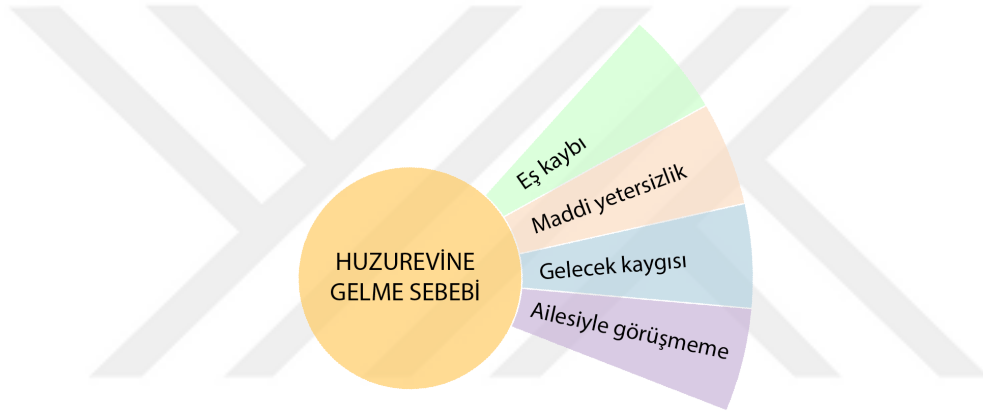 Eş kaybı
Maddi yetersizlik
HUZUREVİNE
GELME SEBEBİ
Gelecek kaygısı
Ailesiyle görüşmeme